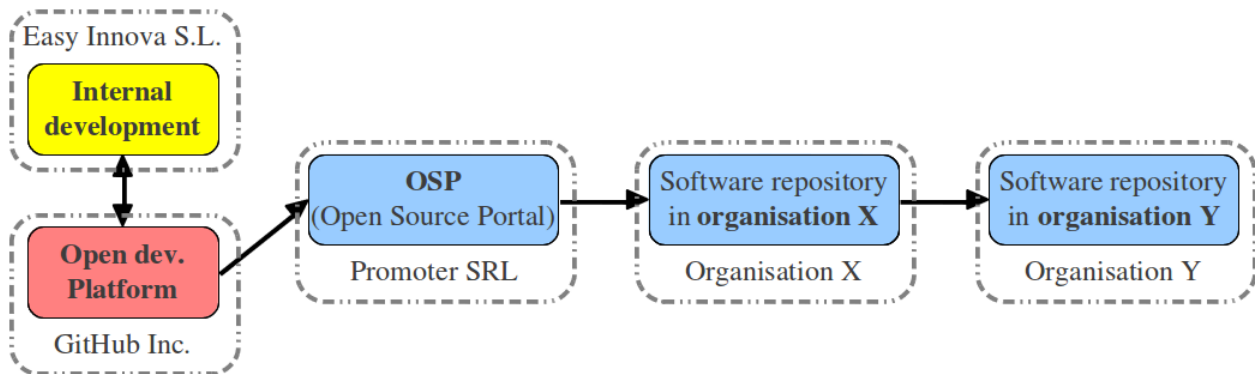 Easy Innova S.L.
Internal
development
Open dev.
Platform
GitHub Inc.
OSP
(Open Source Portal)
Promoter SRL
Software repository
in organisation X
Organisation X
Software repository
in organisation Y
Organisation Y